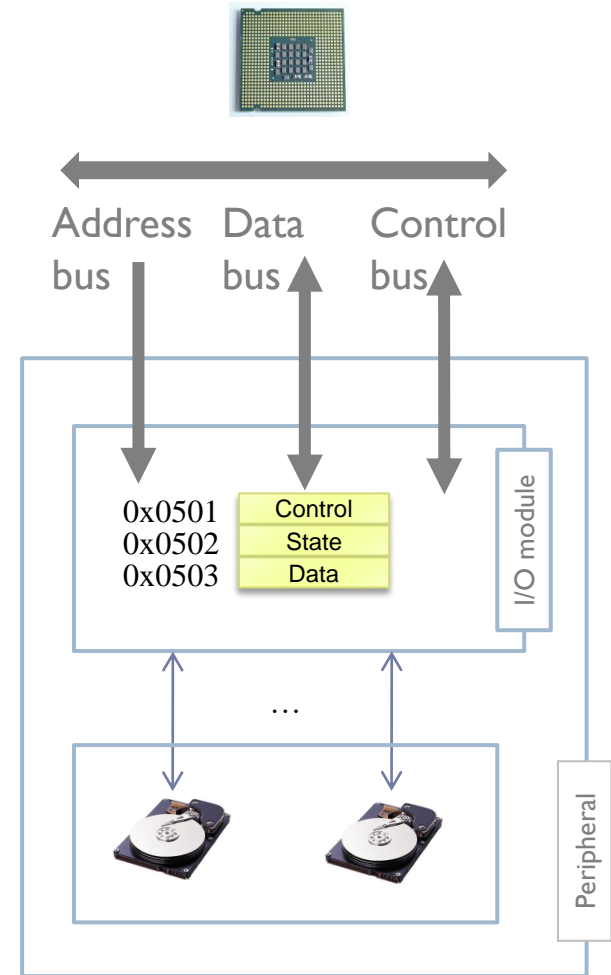 Address Data Control
bus bus bus
0x0501 Control
0x0502 State
0x0503 Data
I/O module
...
Peripheral